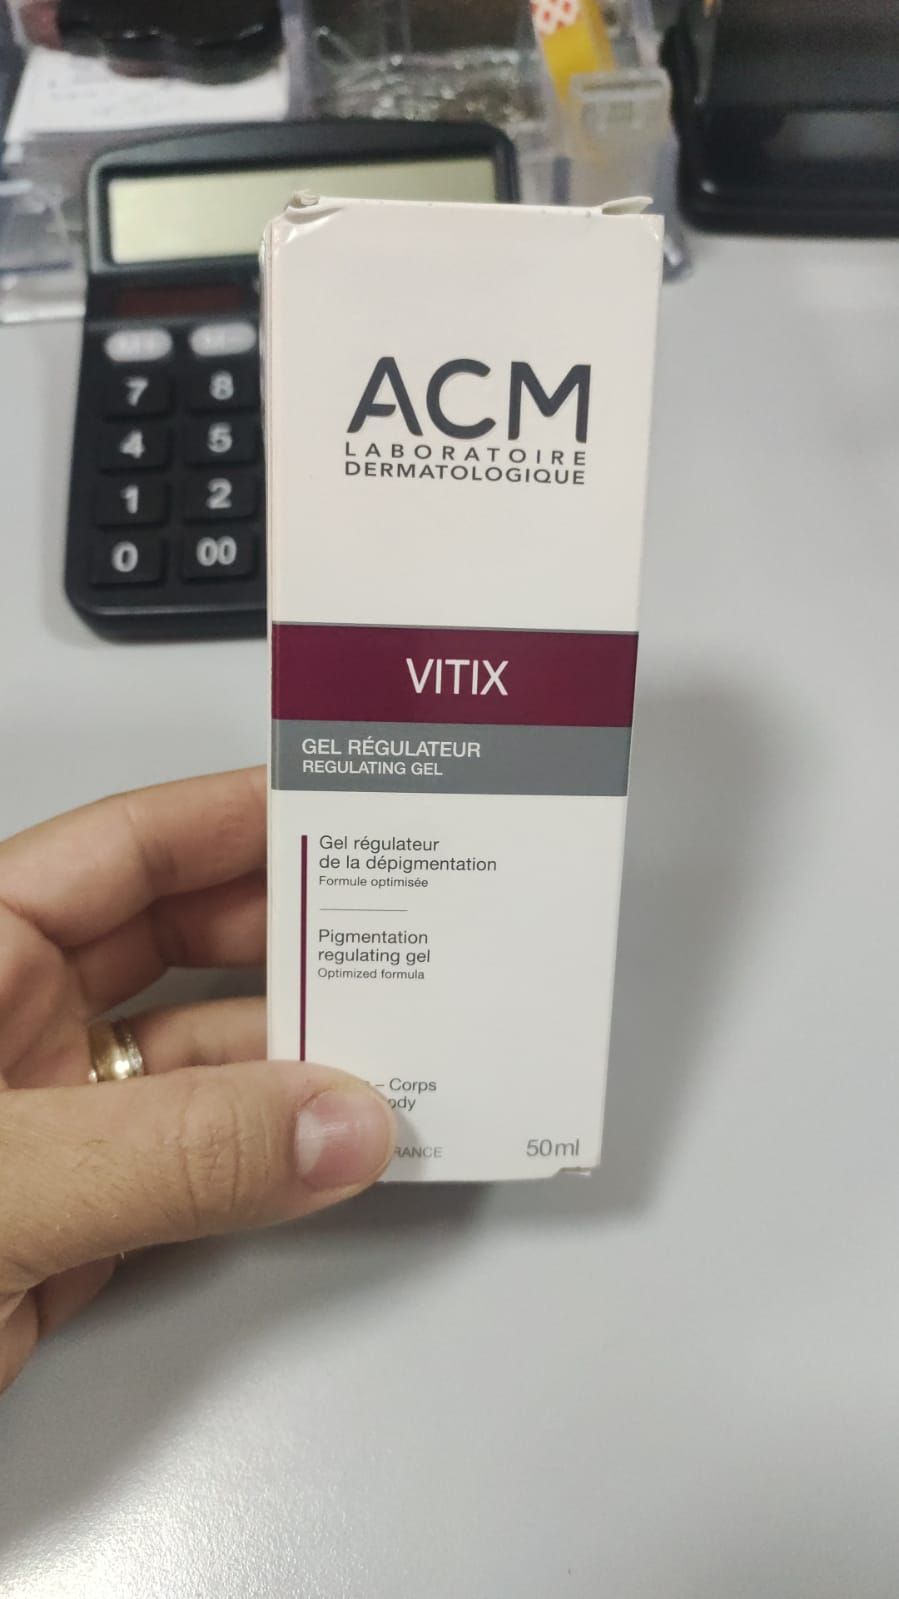 ACM
LABORATOIRE
DERMATOLOGIQUE
VITIX
GEL RÉGULATEUR
REGULATING GEL
Gel régulateur
de la dépigmentation
Formule optimisée
Pigmentation
regulating gel
Optimized formula
– Corps
50ml
7 8
4 5
1 2
0 00